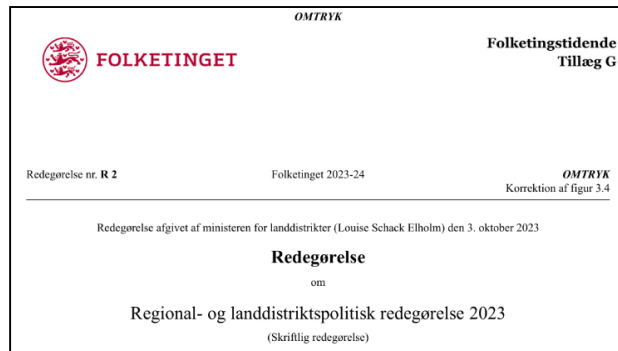 OMTRYK
FOLKETINGET
Folketingstidende
Tillæg G
Redegørelse nr. R 2 Folketinget 2023-24 OMTRYK
Korrektion af figur 3.4
Redegørelse afgivet af ministeren for landdistrikter (Louise Schack Elholm) den 3. oktober 2023
Redegørelse
om
Regional- og landdistriktspolitisk redegørelse 2023
(Skriftlig redegørelse)